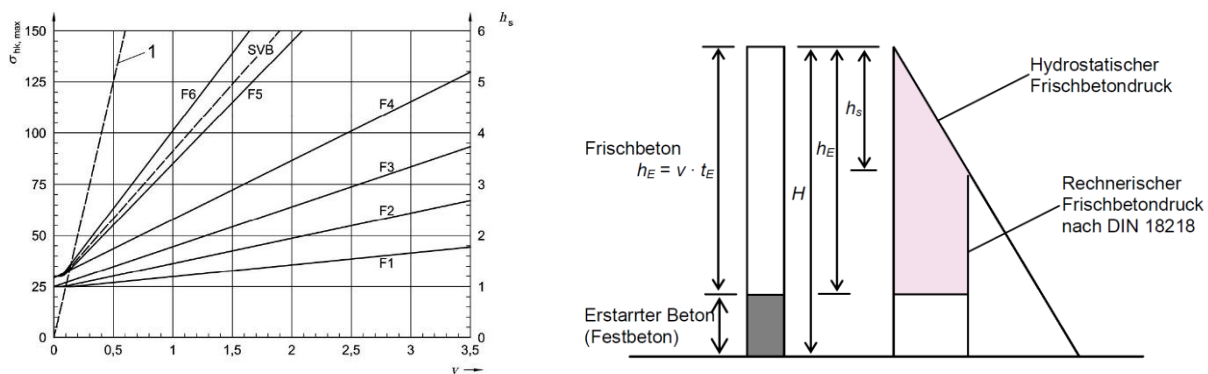 σhk, max
150
125
100
75
50
25
0
hs
6
5
4
3
2
1
0
1
F6
SVB
F5
F4
F3
F2
F1
0
0,5
1
1,5
2
2,5
3
3,5
v
Frischbeton
hE = v · tE
Erstarrter Beton
(Festbeton)
H
hE
hs
Hydrostatischer
Frischbetondruck
Rechnerischer
Frischbetondruck
nach DIN 18218